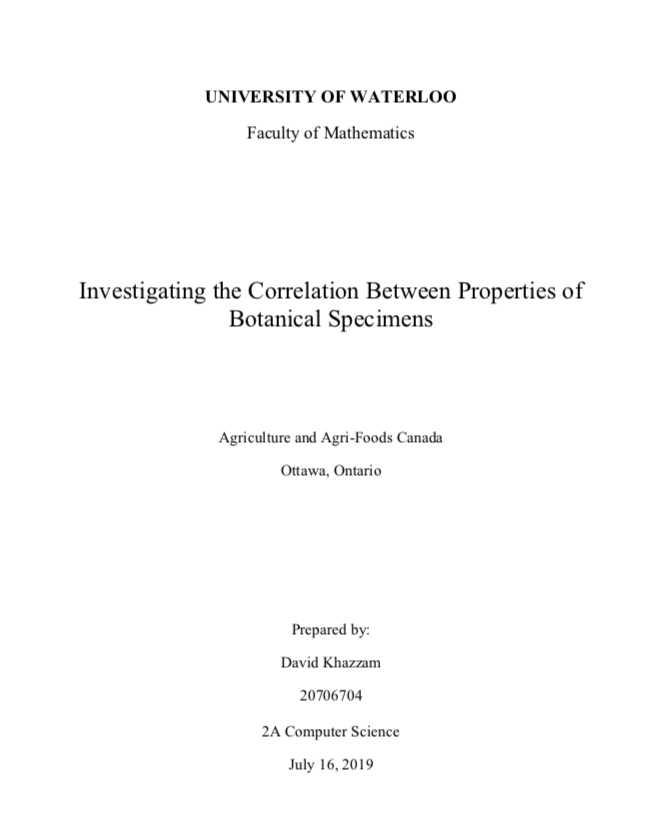 UNIVERSITY OF WATERLOO
Faculty of Mathematics
Investigating the Correlation Between Properties of
Botanical Specimens
Agriculture and Agri-Foods Canada
Ottawa, Ontario
Prepared by:
David Khazzam
20706704
2A Computer Science
July 16, 2019